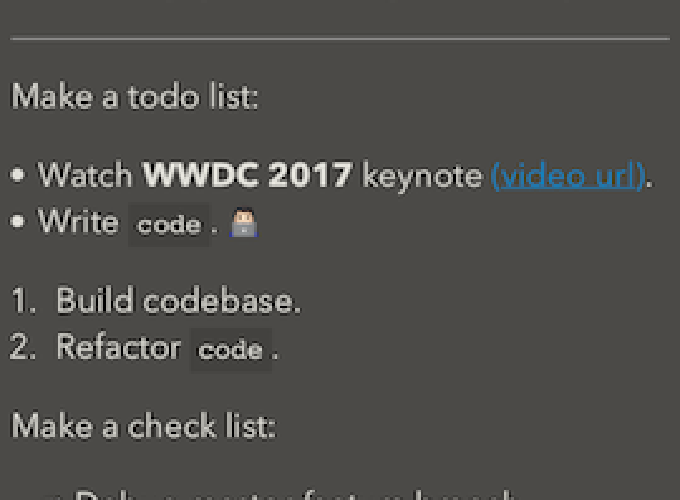 Make a todo list:
• Watch WWDC 2017 keynote (video url).
• Write code. 👨🏻‍💻
1. Build codebase.
2. Refactor code.
Make a check list: